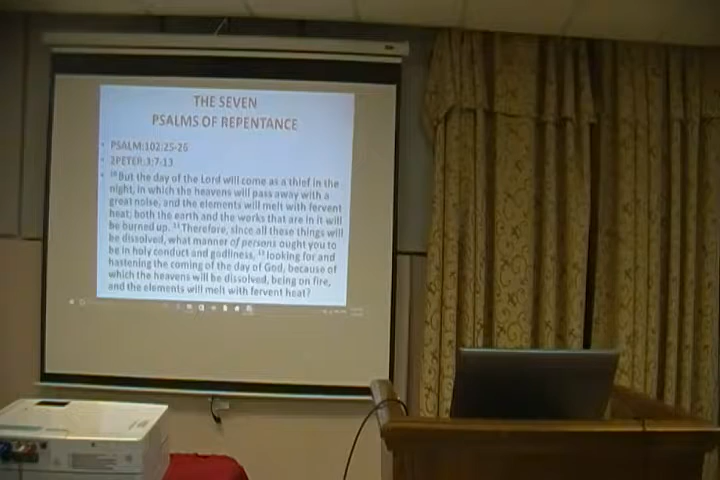 THE SEVEN
PSALMS OF REPENTANCE
• PSALM:102:25-26
• 2PETER:3:7-13
• ¹⁰But the day of the Lord will come as a thief in the
night, in which the heavens will pass away with a
great noise, and the elements will melt with fervent
heat; both the earth and the works that are in it will
be burned up. ¹¹Therefore, since all these things will
be dissolved, what manner of persons ought you to
be in holy conduct and godliness, ¹²looking for and
hastening the coming of the day of God, because of
which the heavens will be dissolved, being on fire,
and the elements will melt with fervent heat?